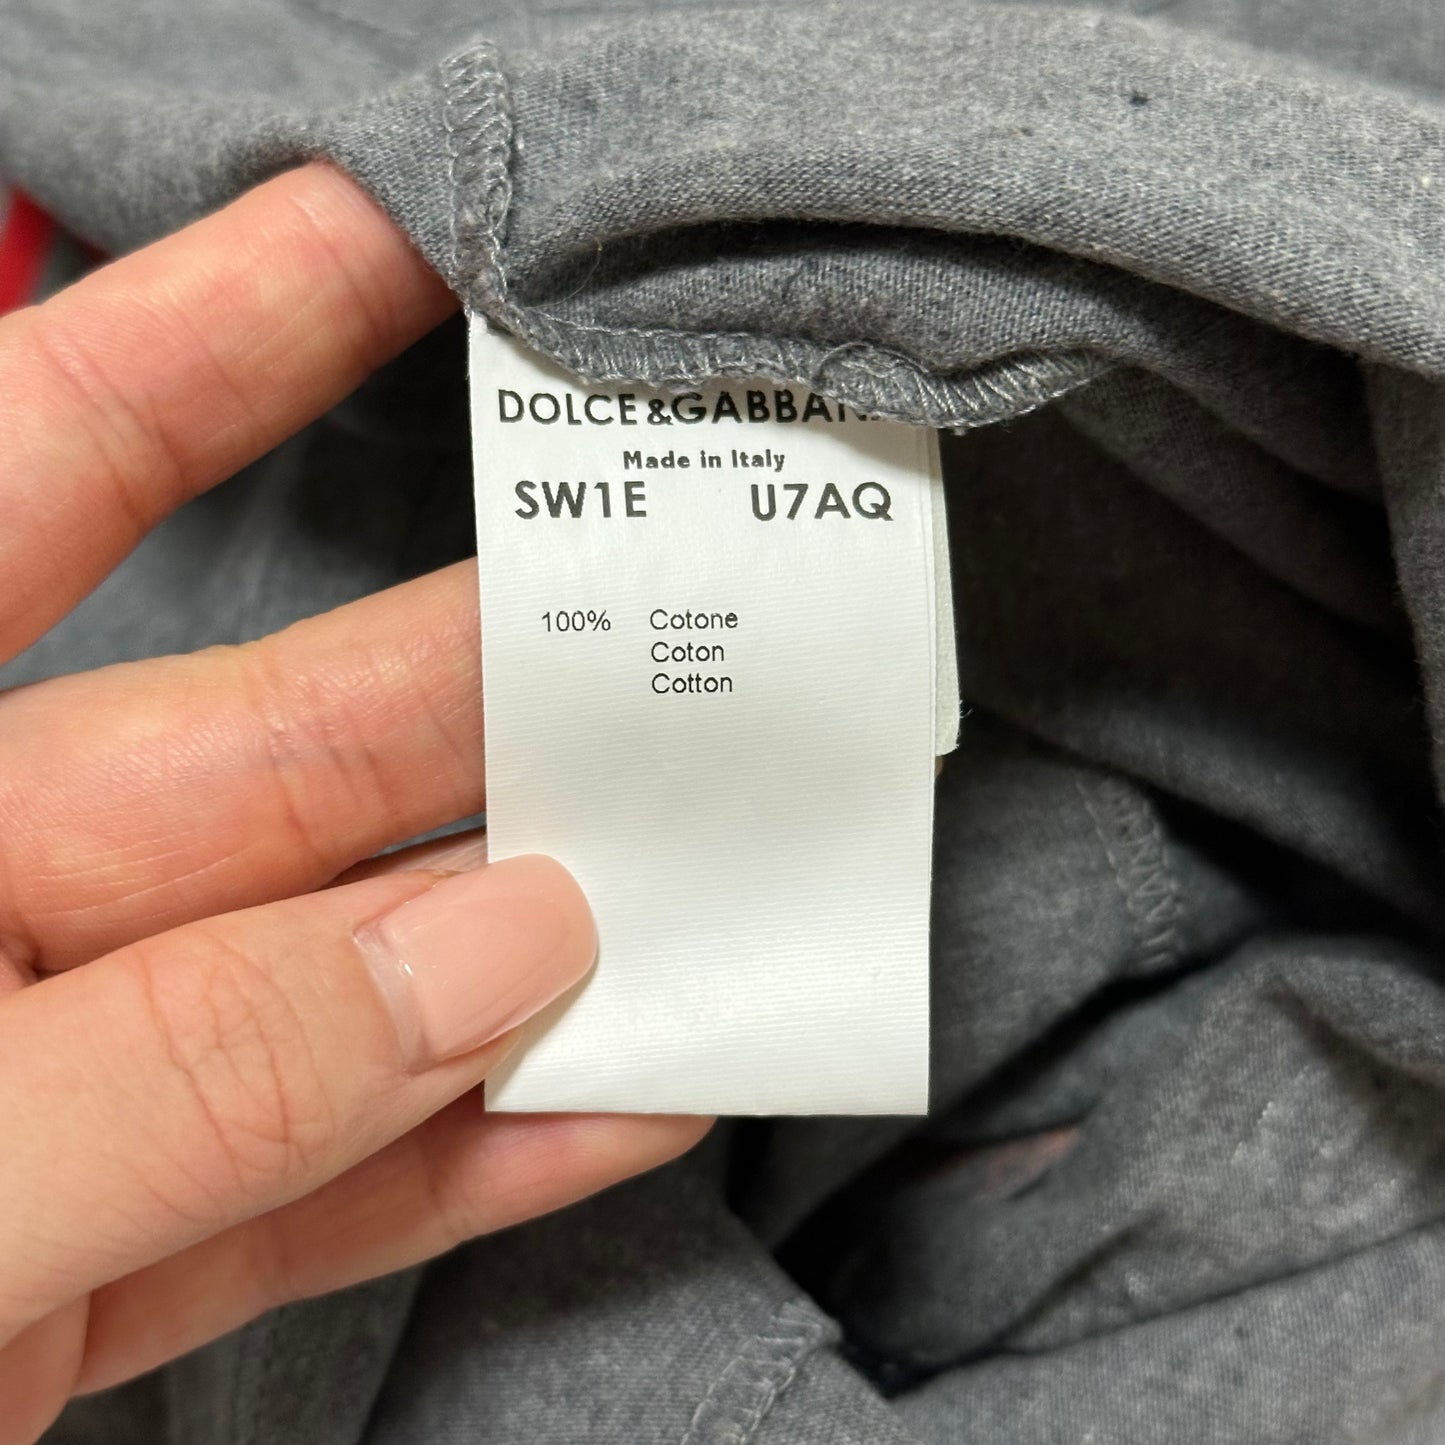 DOLCE&GABBANA
Made in Italy
SW1E U7AQ
100% Cotone
Coton
Cotton